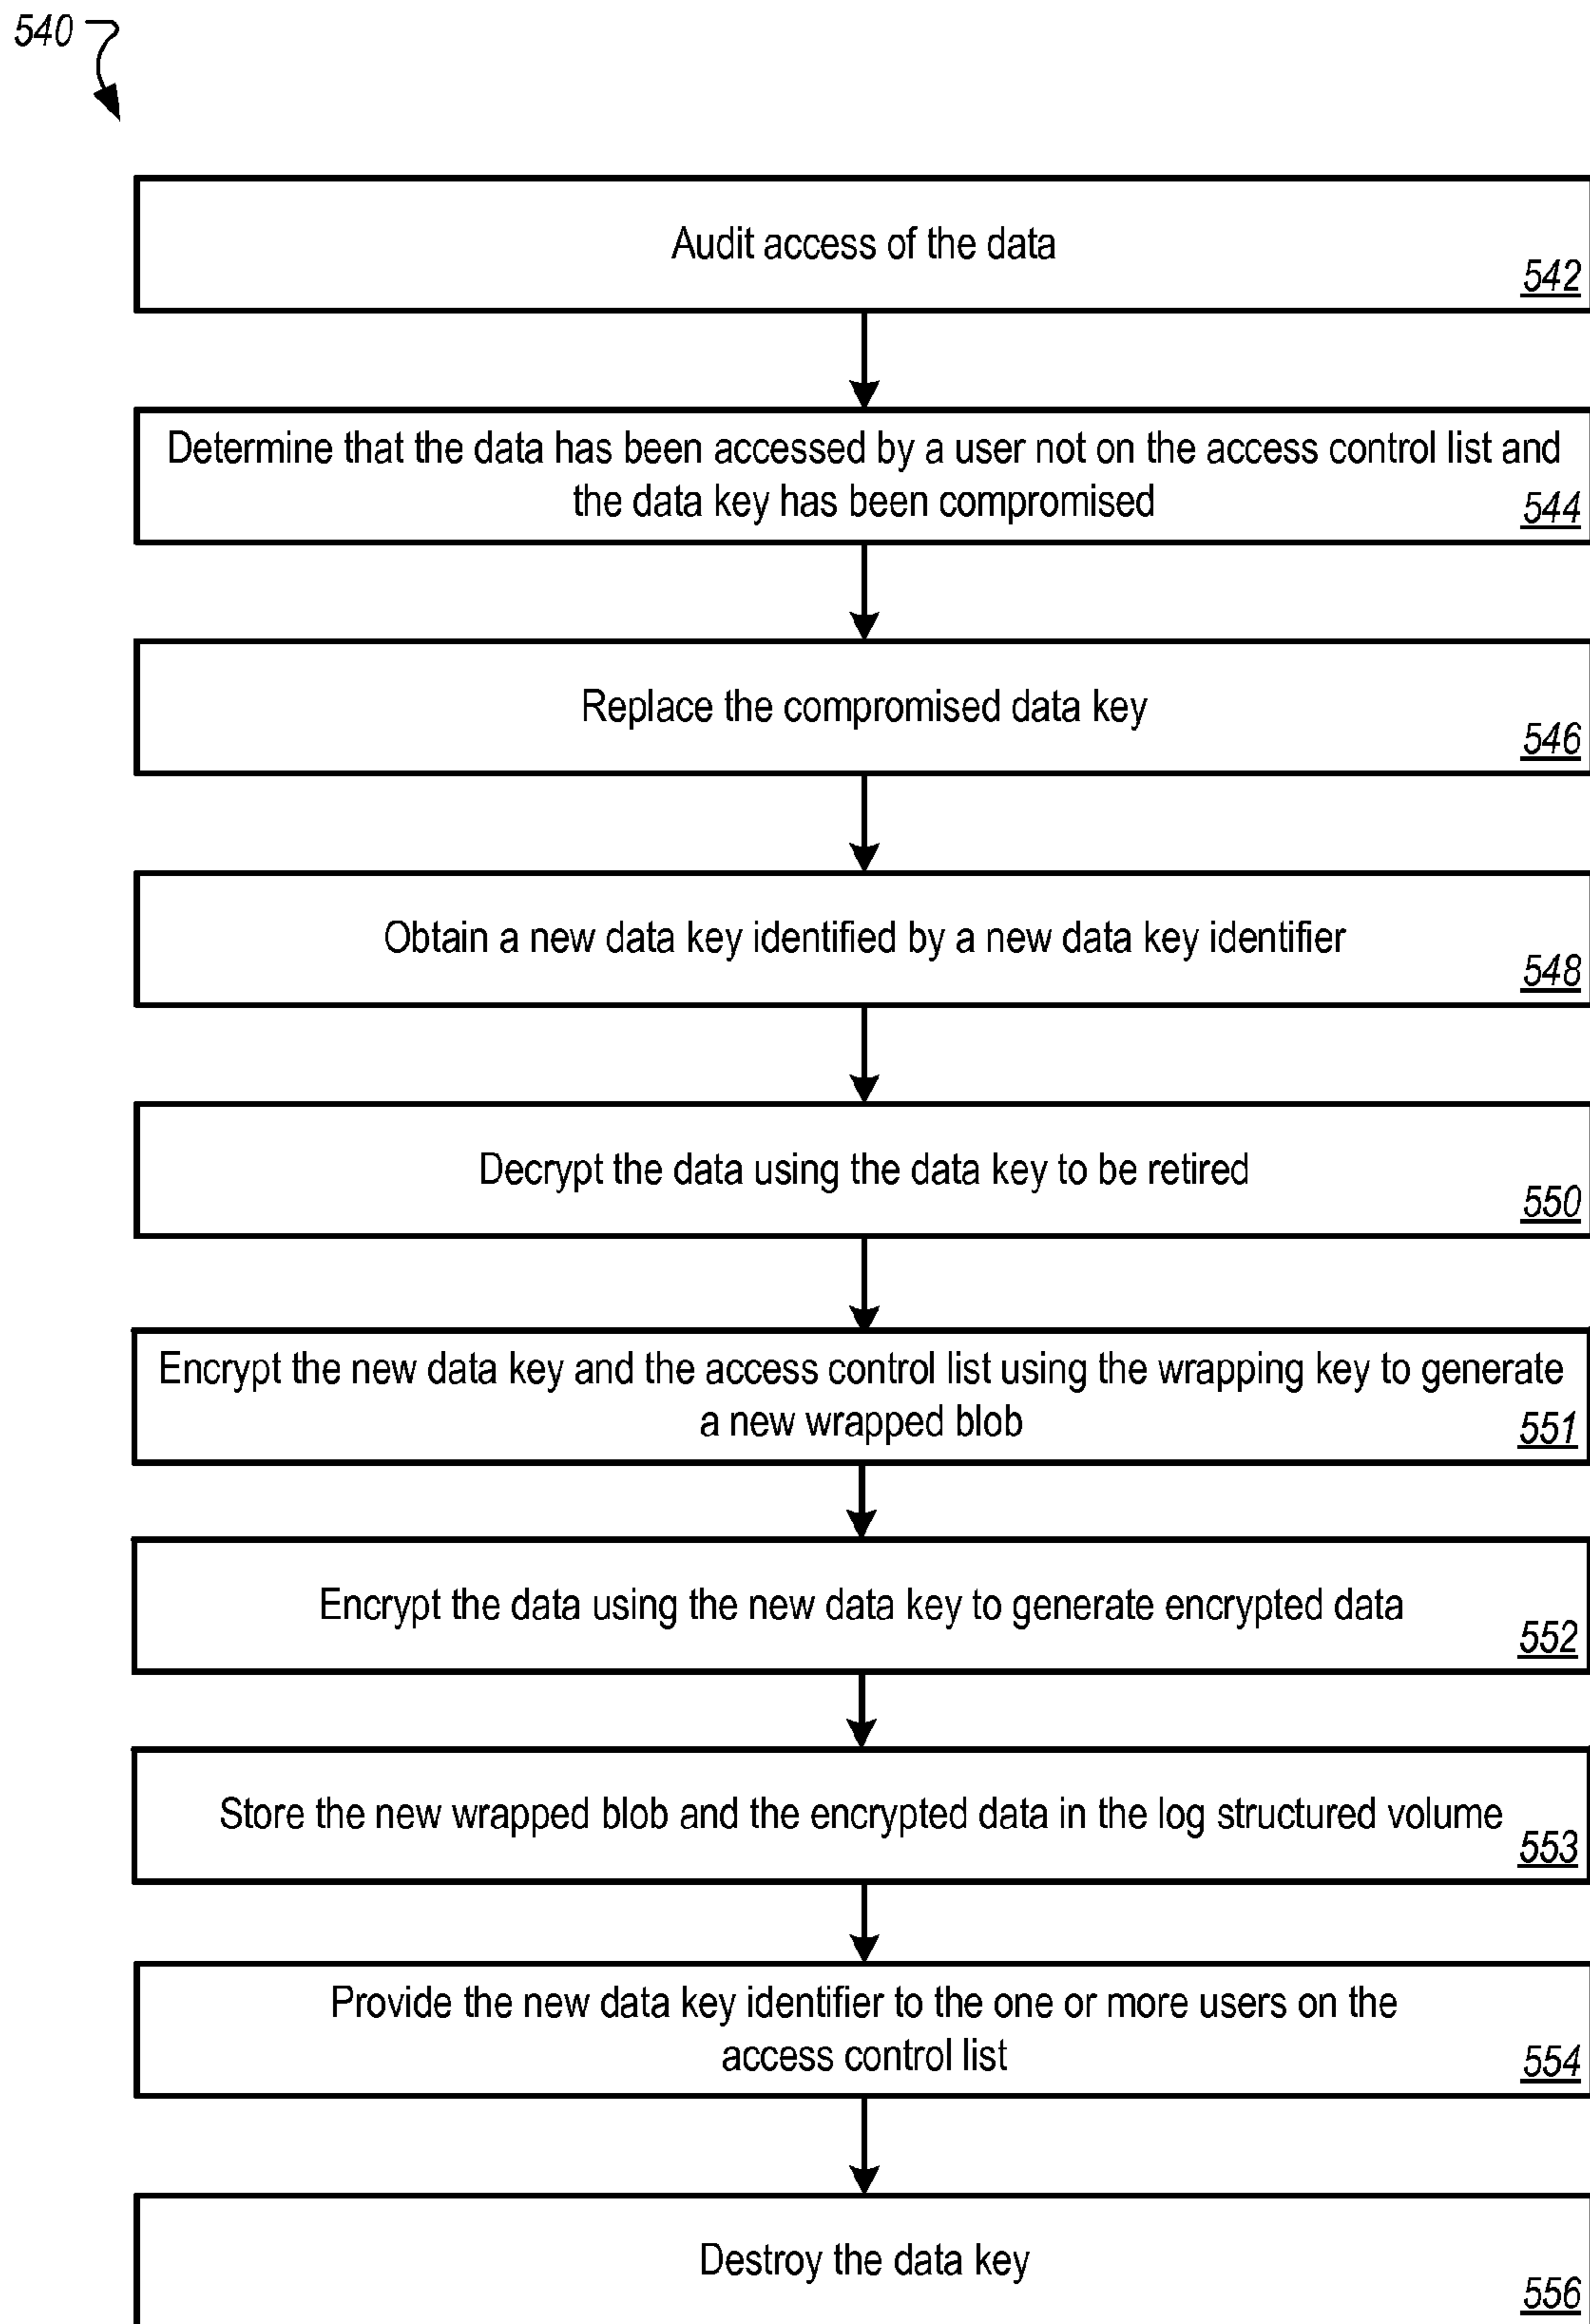 540
Audit access of the data
542
Determine that the data has been accessed by a user not on the access control list and
the data key has been compromised
544
Replace the compromised data key
546
Obtain a new data key identified by a new data key identifier
548
Decrypt the data using the data key to be retired
550
Encrypt the new data key and the access control list using the wrapping key to generate
a new wrapped blob
551
Encrypt the data using the new data key to generate encrypted data
552
Store the new wrapped blob and the encrypted data in the log structured volume
553
Provide the new data key identifier to the one or more users on the
access control list
554
Destroy the data key
556